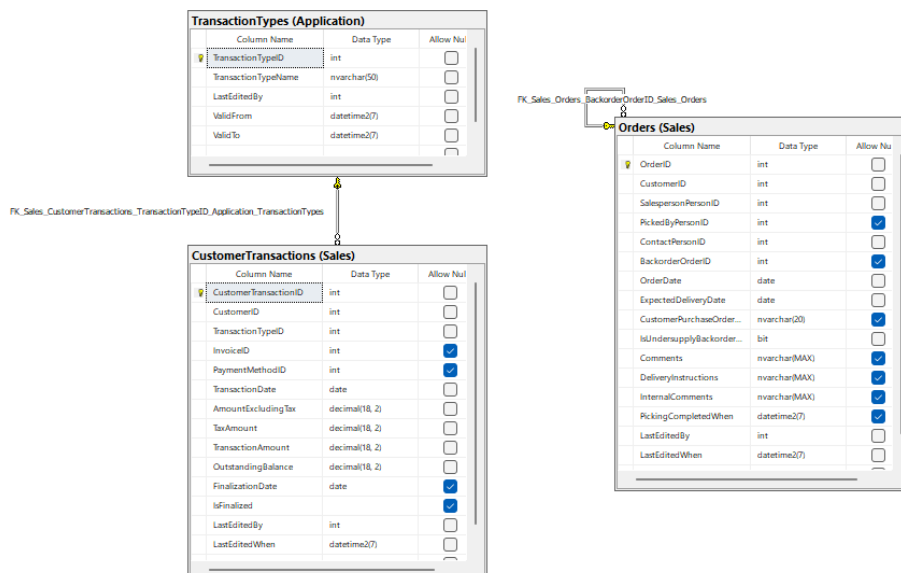 TransactionTypes (Application)
Column Name Data Type Allow Nul
TransactionTypeID int
TransactionTypeName nvarchar(50)
LastEditedBy int
ValidFrom datetime2(7)
ValidTo datetime2(7)
FK_Sales_CustomerTransactions_TransactionTypeID_Application_TransactionTypes
CustomerTransactions (Sales)
Column Name Data Type Allow Nul
CustomerTransactionID int
CustomerID int
TransactionTypeID int
InvoiceID int
PaymentMethodID int
TransactionDate date
AmountExcludingTax decimal(18, 2)
TaxAmount decimal(18, 2)
TransactionAmount decimal(18, 2)
OutstandingBalance decimal(18, 2)
FinalizationDate date
IsFinalized
LastEditedBy int
LastEditedWhen datetime2(7)
FK_Sales_Orders_BackorderOrderID_Sales_Orders
Orders (Sales)
Column Name Data Type Allow Nu
OrderID int
CustomerID int
SalespersonPersonID int
PickedByPersonID int
ContactPersonID int
BackorderOrderID int
OrderDate date
ExpectedDeliveryDate date
CustomerPurchaseOrder... nvarchar(20)
IsUndersupplyBackorder... bit
Comments nvarchar(MAX)
DeliveryInstructions nvarchar(MAX)
InternalComments nvarchar(MAX)
PickingCompletedWhen datetime2(7)
LastEditedBy int
LastEditedWhen datetime2(7)